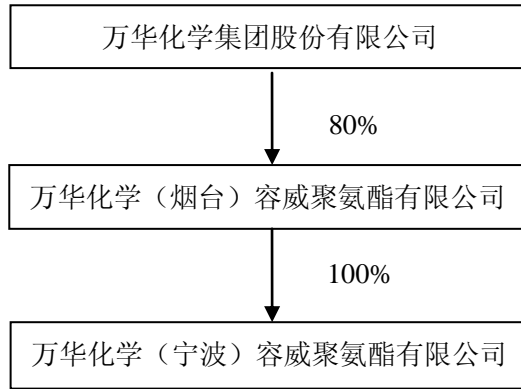 万华化学集团股份有限公司
80%
万华化学（烟台）容威聚氨酯有限公司
100%
万华化学（宁波）容威聚氨酯有限公司